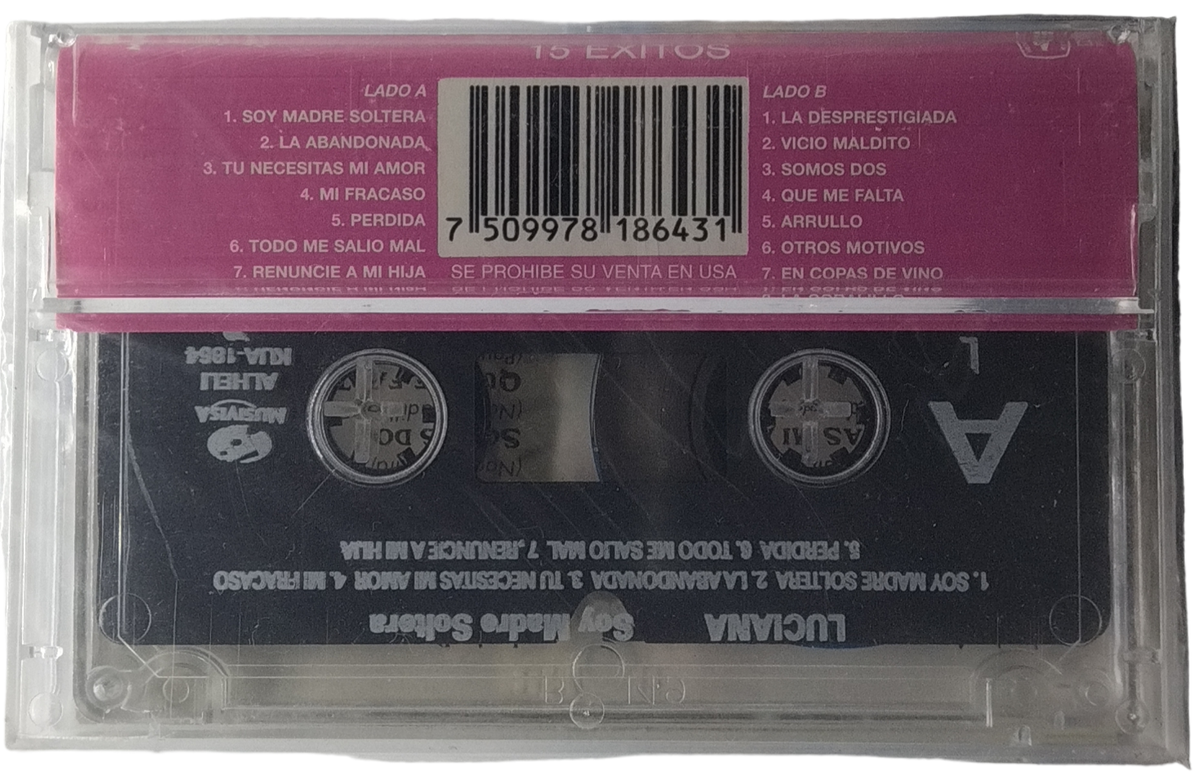 15 EXITOS
LADO A
1. SOY MADRE SOLTERA
2. LA ABANDONADA
3. TU NECESITAS MI AMOR
4. MI FRACASO
5. PERDIDA
6. TODO ME SALIO MAL
7. RENUNCIE A MI HIJA
7 509978 186431
SE PROHIBE SU VENTA EN USA
LADO B
1. LA DESPRESTIGIADA
2. VICIO MALDITO
3. SOMOS DOS
4. QUE ME FALTA
5. ARRULLO
6. OTROS MOTIVOS
7. EN COPAS DE VINO
LUCIANA Soy Madre Soltera
1. SOY MADRE SOLTERA 2. LA ABANDONADA 3. TU NECESITAS MI AMOR 4. MI FRACASO
5. PERDIDA 6. TODO ME SALIO MAL 7. RENUNCIE A MI HIJA
A
MUSIVISA
ALHELI
KIJA-1864